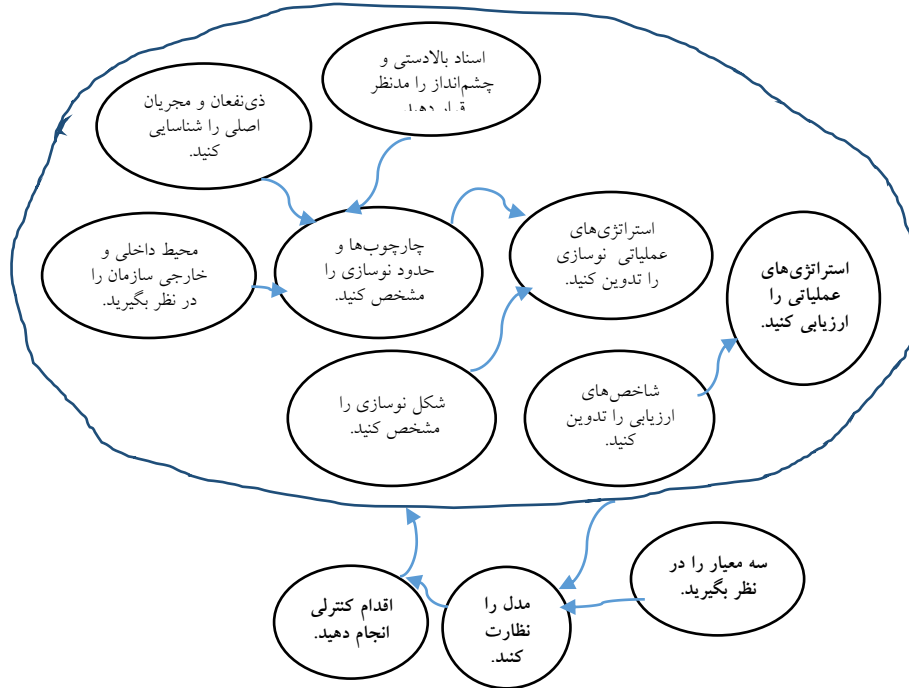 اسناد بالادستی و
چشم‌انداز را مدنظر
قرار دهید
ذی‌نفعان و مجریان
اصلی را شناسایی
کنید.
محیط داخلی و
خارجی سازمان را
در نظر بگیرید.
چارچوب‌ها و
حدود نوسازی را
مشخص کنید.
استراتژی‌های
عملیاتی نوسازی
را تدوین کنید.
استراتژی‌های
عملیاتی را
ارزیابی کنید.
شکل نوسازی را
مشخص کنید.
شاخص‌های
ارزیابی را تدوین
کنید.
سه معیار را در
نظر بگیرید.
مدل را
نظارت
کنید.
اقدام کنترلی
انجام دهید.